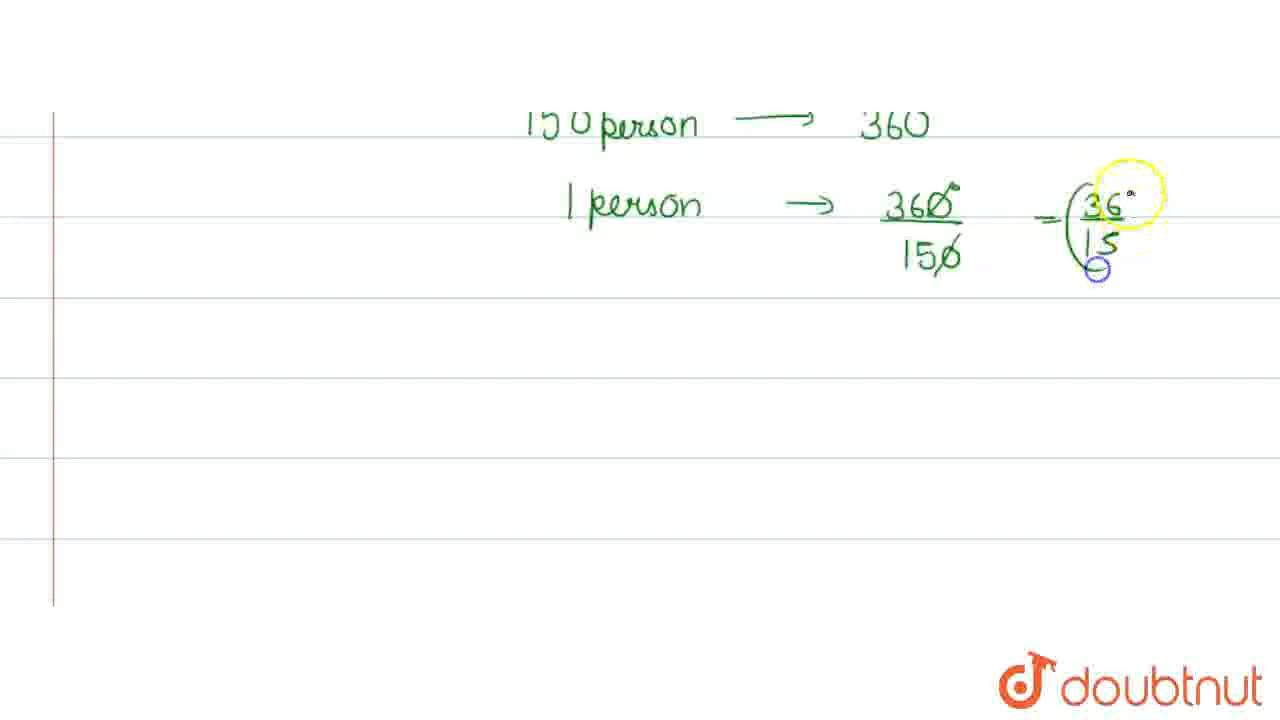 150 person → 360
1 person → 360°/150 = (36°/15
doubtnut